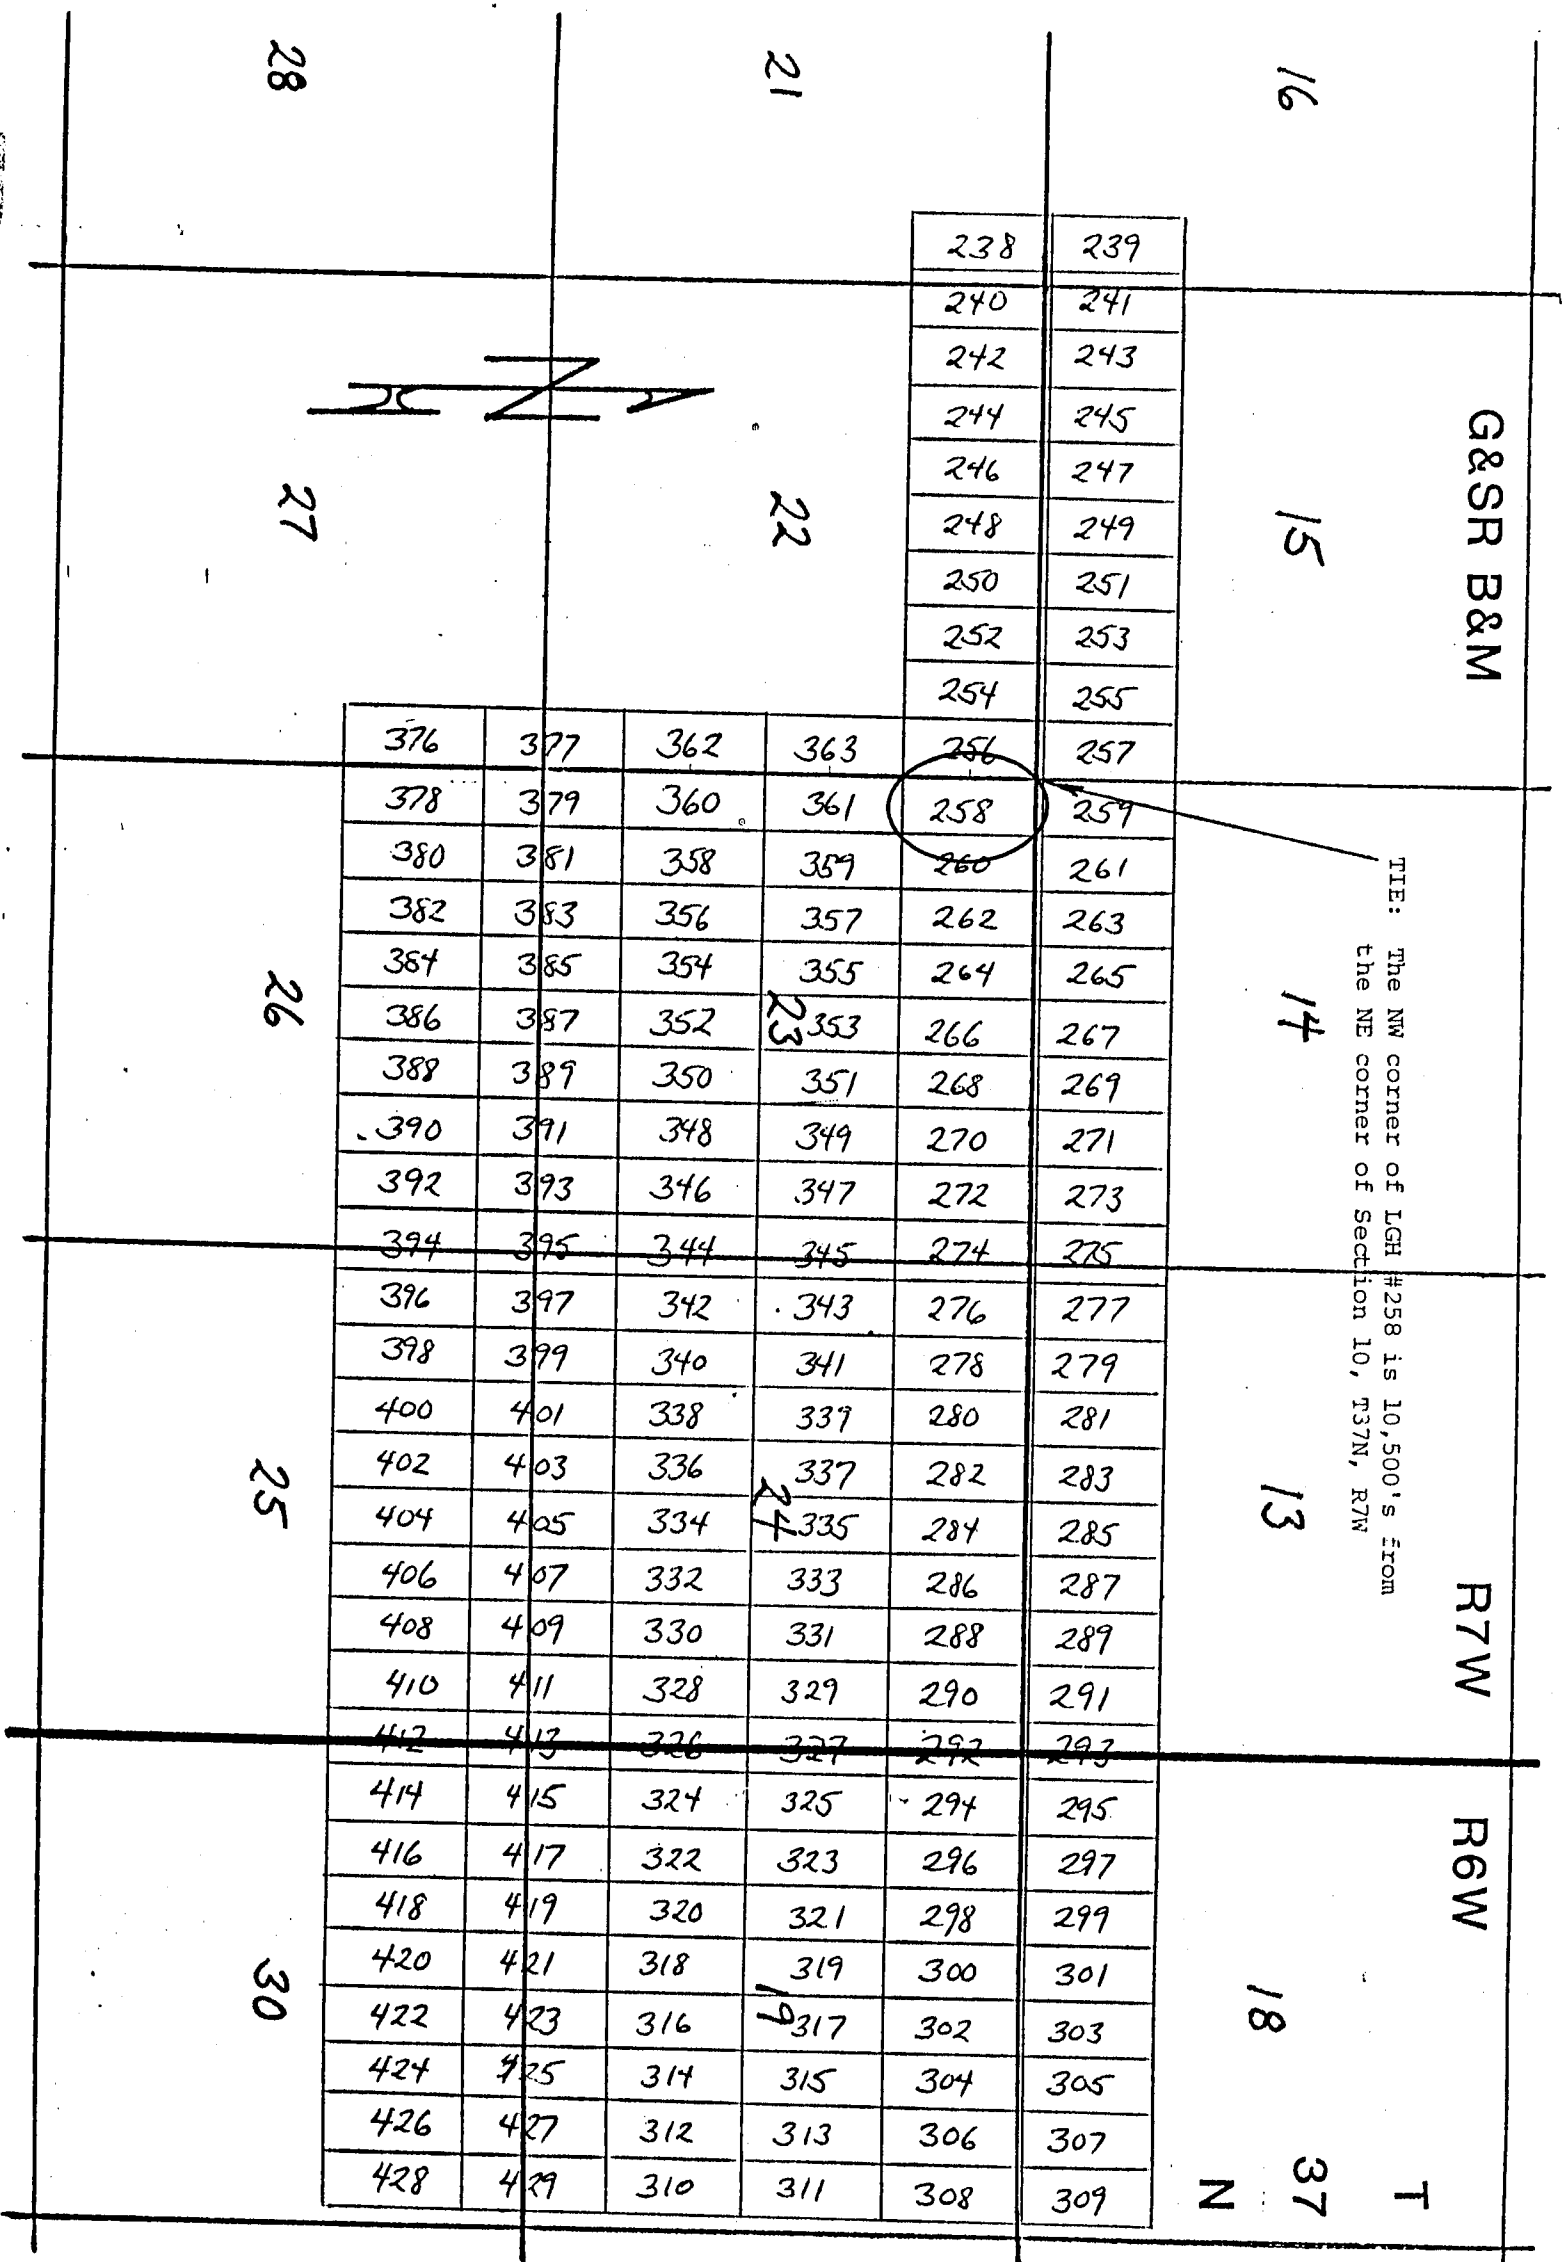 G&SR B&M
R7W
R6W
T
37
N
TIE: The NW corner of LGH #258 is 10,500's from
the NE corner of Section 10, T37N, R7W
16
15
14
13
18
21
22
23
24
19
28
27
26
25
30
238 239
240 241
242 243
244 245
246 247
248 249
250 251
252 253
254 255
376 377 362 363 256 257
378 379 360 361 258 259
380 381 358 359 260 261
382 383 356 357 262 263
384 385 354 355 264 265
386 387 352 353 266 267
388 389 350 351 268 269
390 391 348 349 270 271
392 393 346 347 272 273
394 395 344 345 274 275
396 397 342 343 276 277
398 399 340 341 278 279
400 401 338 339 280 281
402 403 336 337 282 283
404 405 334 335 284 285
406 407 332 333 286 287
408 409 330 331 288 289
410 411 328 329 290 291
412 413 326 327 292 293
414 415 324 325 294 295
416 417 322 323 296 297
418 419 320 321 298 299
420 421 318 319 300 301
422 423 316 317 302 303
424 425 314 315 304 305
426 427 312 313 306 307
428 429 310 311 308 309
N